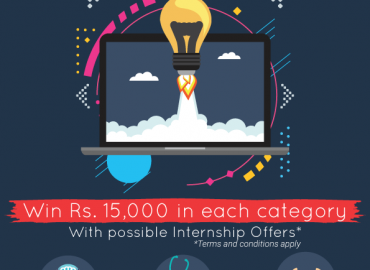 Win Rs. 15,000 in each category
With possible Internship Offers*
*Terms and conditions apply